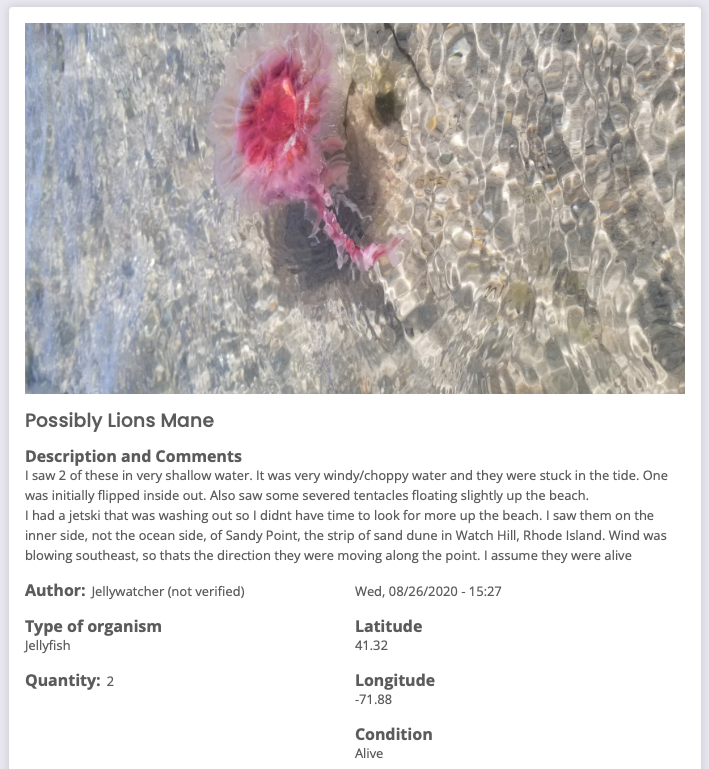 Possibly Lions Mane
Description and Comments
I saw 2 of these in very shallow water. It was very windy/choppy water and they were stuck in the tide. One
was initially flipped inside out. Also saw some severed tentacles floating slightly up the beach.
I had a jetski that was washing out so I didnt have time to look for more up the beach. I saw them on the
inner side, not the ocean side, of Sandy Point, the strip of sand dune in Watch Hill, Rhode Island. Wind was
blowing southeast, so thats the direction they were moving along the point. I assume they were alive
Author: Jellywatcher (not verified)
Wed, 08/26/2020 - 15:27
Type of organism
Jellyfish
Latitude
41.32
Quantity: 2
Longitude
-71.88
Condition
Alive